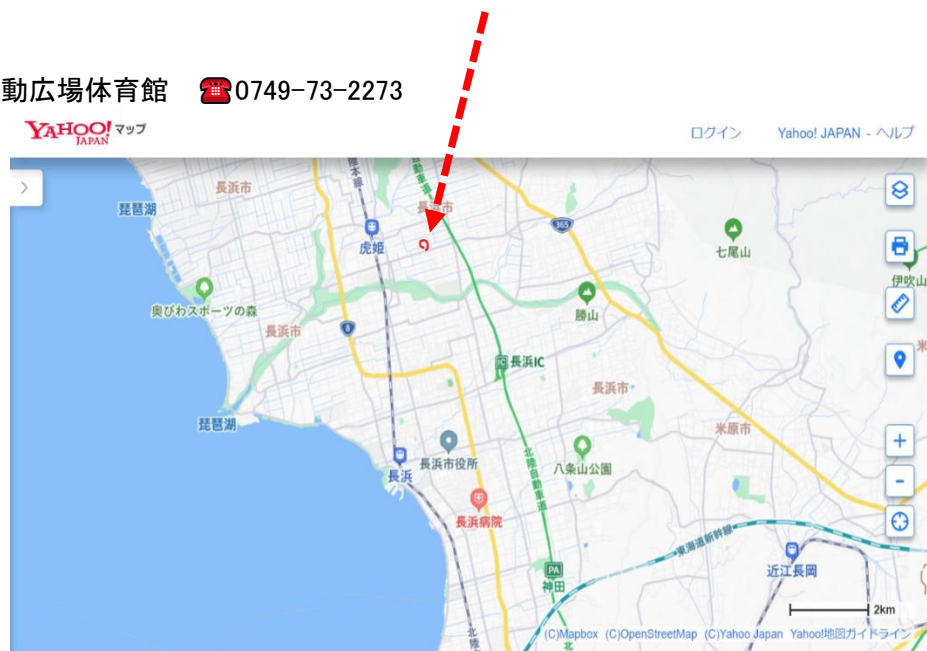 動広場体育館 ☎0749-73-2273
YAHOO! マップ
JAPAN
ログイン Yahoo! JAPAN - ヘルプ
長浜市
琵琶湖
虎姫
長浜市
365
七尾山
伊吹山
奥びわスポーツの森
長浜市
8
勝山
IC 長浜IC
長浜市
米原市
琵琶湖
長浜市役所
長浜
八条山公園
北陸自動車道
長浜病院
東海道新幹線
PA
神田
近江長岡
2km
(C)Mapbox (C)OpenStreetMap (C)Yahoo Japan Yahoo!地図ガイドライン